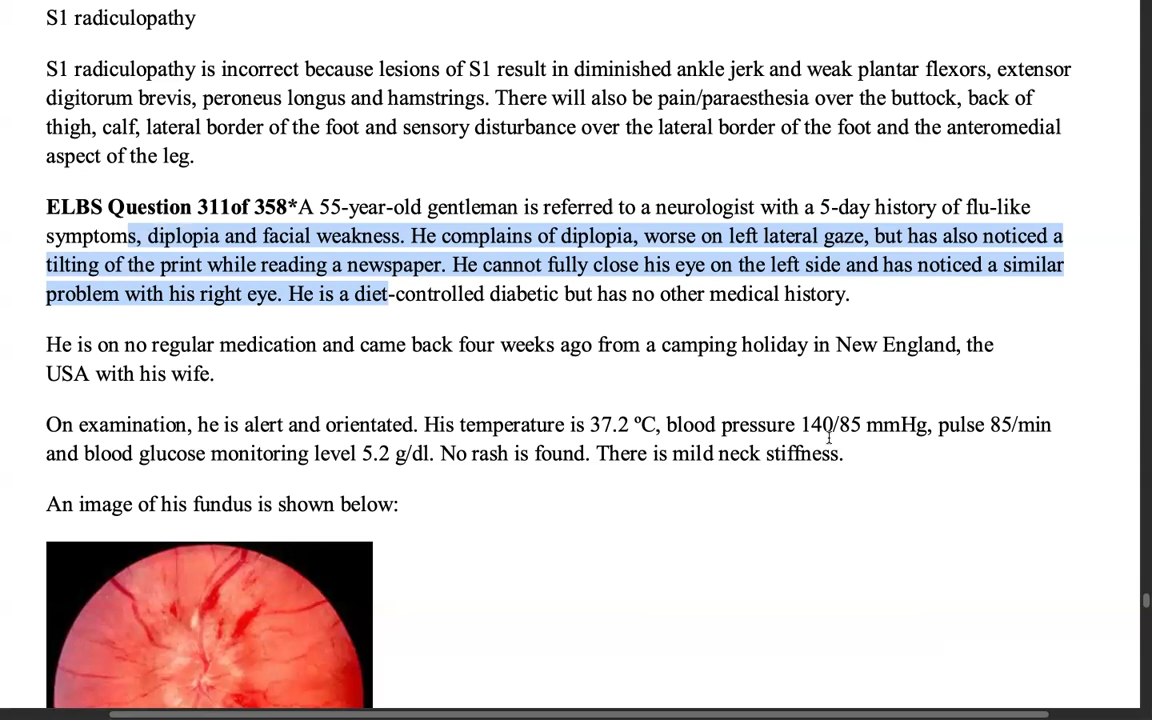 S1 radiculopathy
S1 radiculopathy is incorrect because lesions of S1 result in diminished ankle jerk and weak plantar flexors, extensor
digitorum brevis, peroneus longus and hamstrings. There will also be pain/paraesthesia over the buttock, back of
thigh, calf, lateral border of the foot and sensory disturbance over the lateral border of the foot and the anteromedial
aspect of the leg.
ELBS Question 311of 358*A 55-year-old gentleman is referred to a neurologist with a 5-day history of flu-like
symptoms, diplopia and facial weakness. He complains of diplopia, worse on left lateral gaze, but has also noticed a
tilting of the print while reading a newspaper. He cannot fully close his eye on the left side and has noticed a similar
problem with his right eye. He is a diet-controlled diabetic but has no other medical history.
He is on no regular medication and came back four weeks ago from a camping holiday in New England, the
USA with his wife.
On examination, he is alert and orientated. His temperature is 37.2 ºC, blood pressure 140/85 mmHg, pulse 85/min
and blood glucose monitoring level 5.2 g/dl. No rash is found. There is mild neck stiffness.
An image of his fundus is shown below: